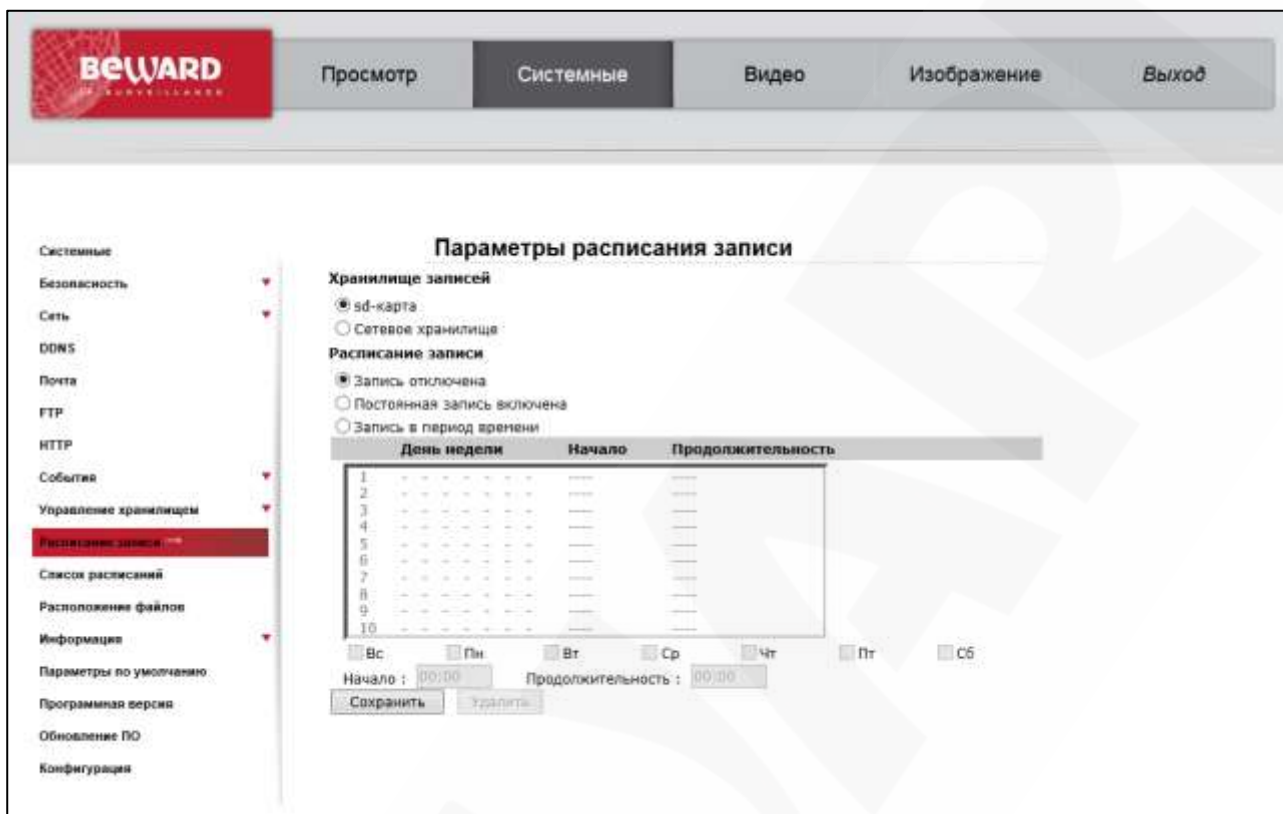 BEWARD
IP SURVEILLANCE
Просмотр
Системные
Видео
Изображение
Выход
Системные
Безопасность
Сеть
DDNS
Почта
FTP
HTTP
События
Управление хранилищем
Расписание записи
Список расписаний
Расположение файлов
Информация
Параметры по умолчанию
Программная версия
Обновление ПО
Конфигурация
Параметры расписания записи
Хранилище записей
sd-карта
Сетевое хранилище
Расписание записи
Запись отключена
Постоянная запись включена
Запись в период времени
День недели Начало Продолжительность
1 - - - - - - - ---- ----
2 - - - - - - - ---- ----
3 - - - - - - - ---- ----
4 - - - - - - - ---- ----
5 - - - - - - - ---- ----
6 - - - - - - - ---- ----
7 - - - - - - - ---- ----
8 - - - - - - - ---- ----
9 - - - - - - - ---- ----
10 - - - - - - - ---- ----
Вс Пн Вт Ср Чт Пт Сб
Начало : 00:00 Продолжительность : 00:00
Сохранить Удалить